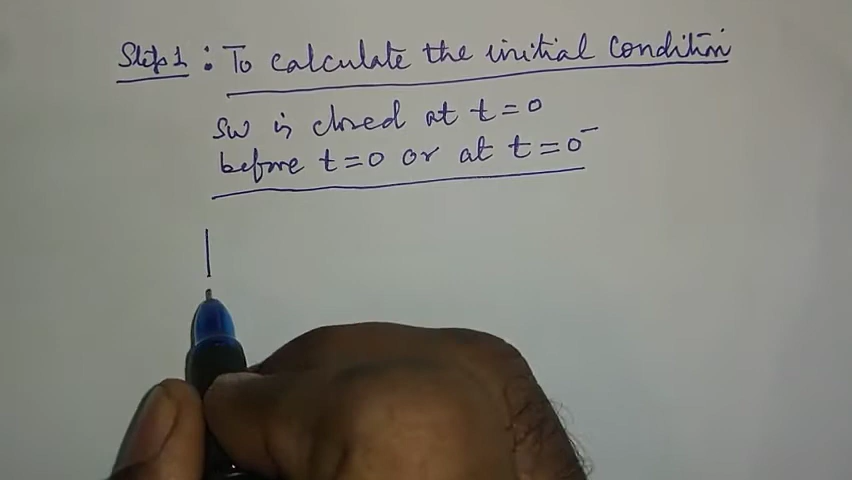 Step 1 : To calculate the initial condition
SW is closed at t = 0
before t = 0 or at t = 0⁻